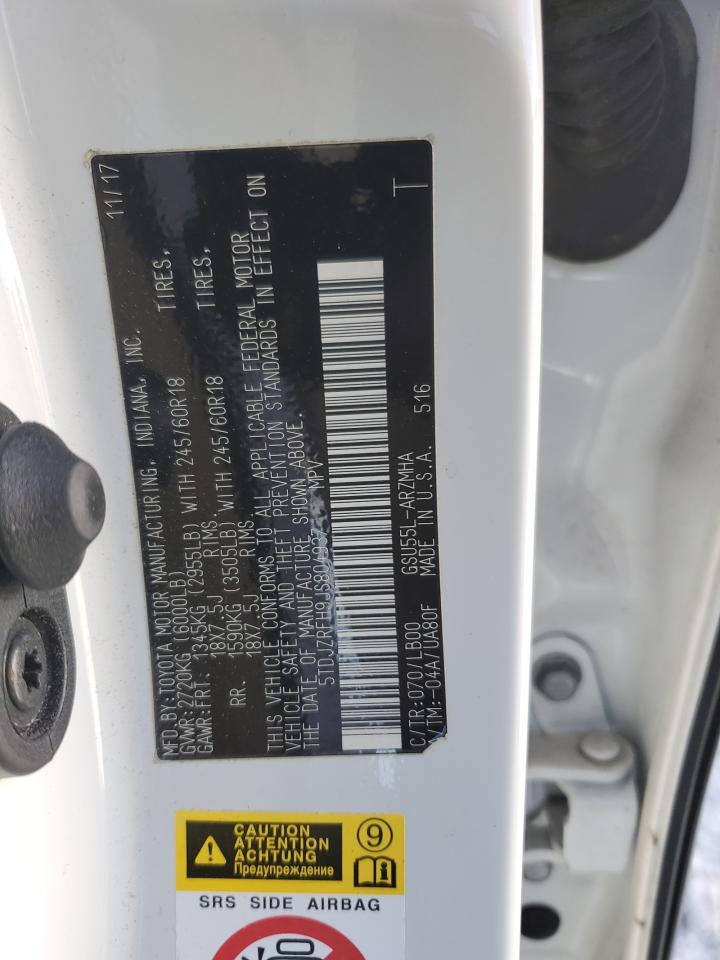 MFD.BY:TOYOTA MOTOR MANUFACTURING, INDIANA, INC. 11/17
GVWR:2720KG (6000LB)
GAWR:FRT. 1345KG (2955LB) WITH 245/60R18 TIRES,
18X7.5J RIMS
RR. 1590KG (3505LB) WITH 245/60R18 TIRES,
18X7.5J RIMS
THIS VEHICLE CONFORMS TO ALL APPLICABLE FEDERAL MOTOR
VEHICLE SAFETY AND THEFT PREVENTION STANDARDS IN EFFECT ON
THE DATE OF MANUFACTURE SHOWN ABOVE.
MPV
C/TR:070/LB00 GSU55L-ARZMHA T
A/TM:-04A/UA80F MADE IN U.S.A. 516
CAUTION
ATTENTION
ACHTUNG
Предупреждение
9
SRS SIDE AIRBAG